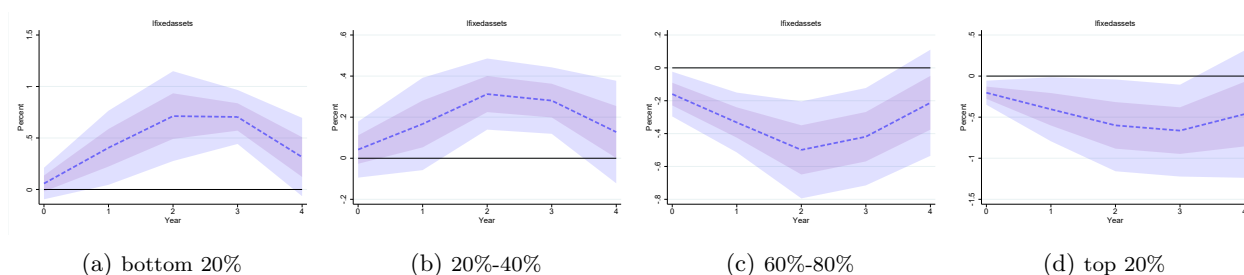 lfixedassets
Percent
1.5
1
.5
0
0 1 2 3 4
Year
(a) bottom 20%
lfixedassets
Percent
.6
.4
.2
0
-.2
0 1 2 3 4
Year
(b) 20%-40%
lfixedassets
Percent
.2
0
-.2
-.4
-.6
-.8
0 1 2 3 4
Year
(c) 60%-80%
lfixedassets
Percent
.5
0
-.5
-1
-1.5
0 1 2 3 4
Year
(d) top 20%